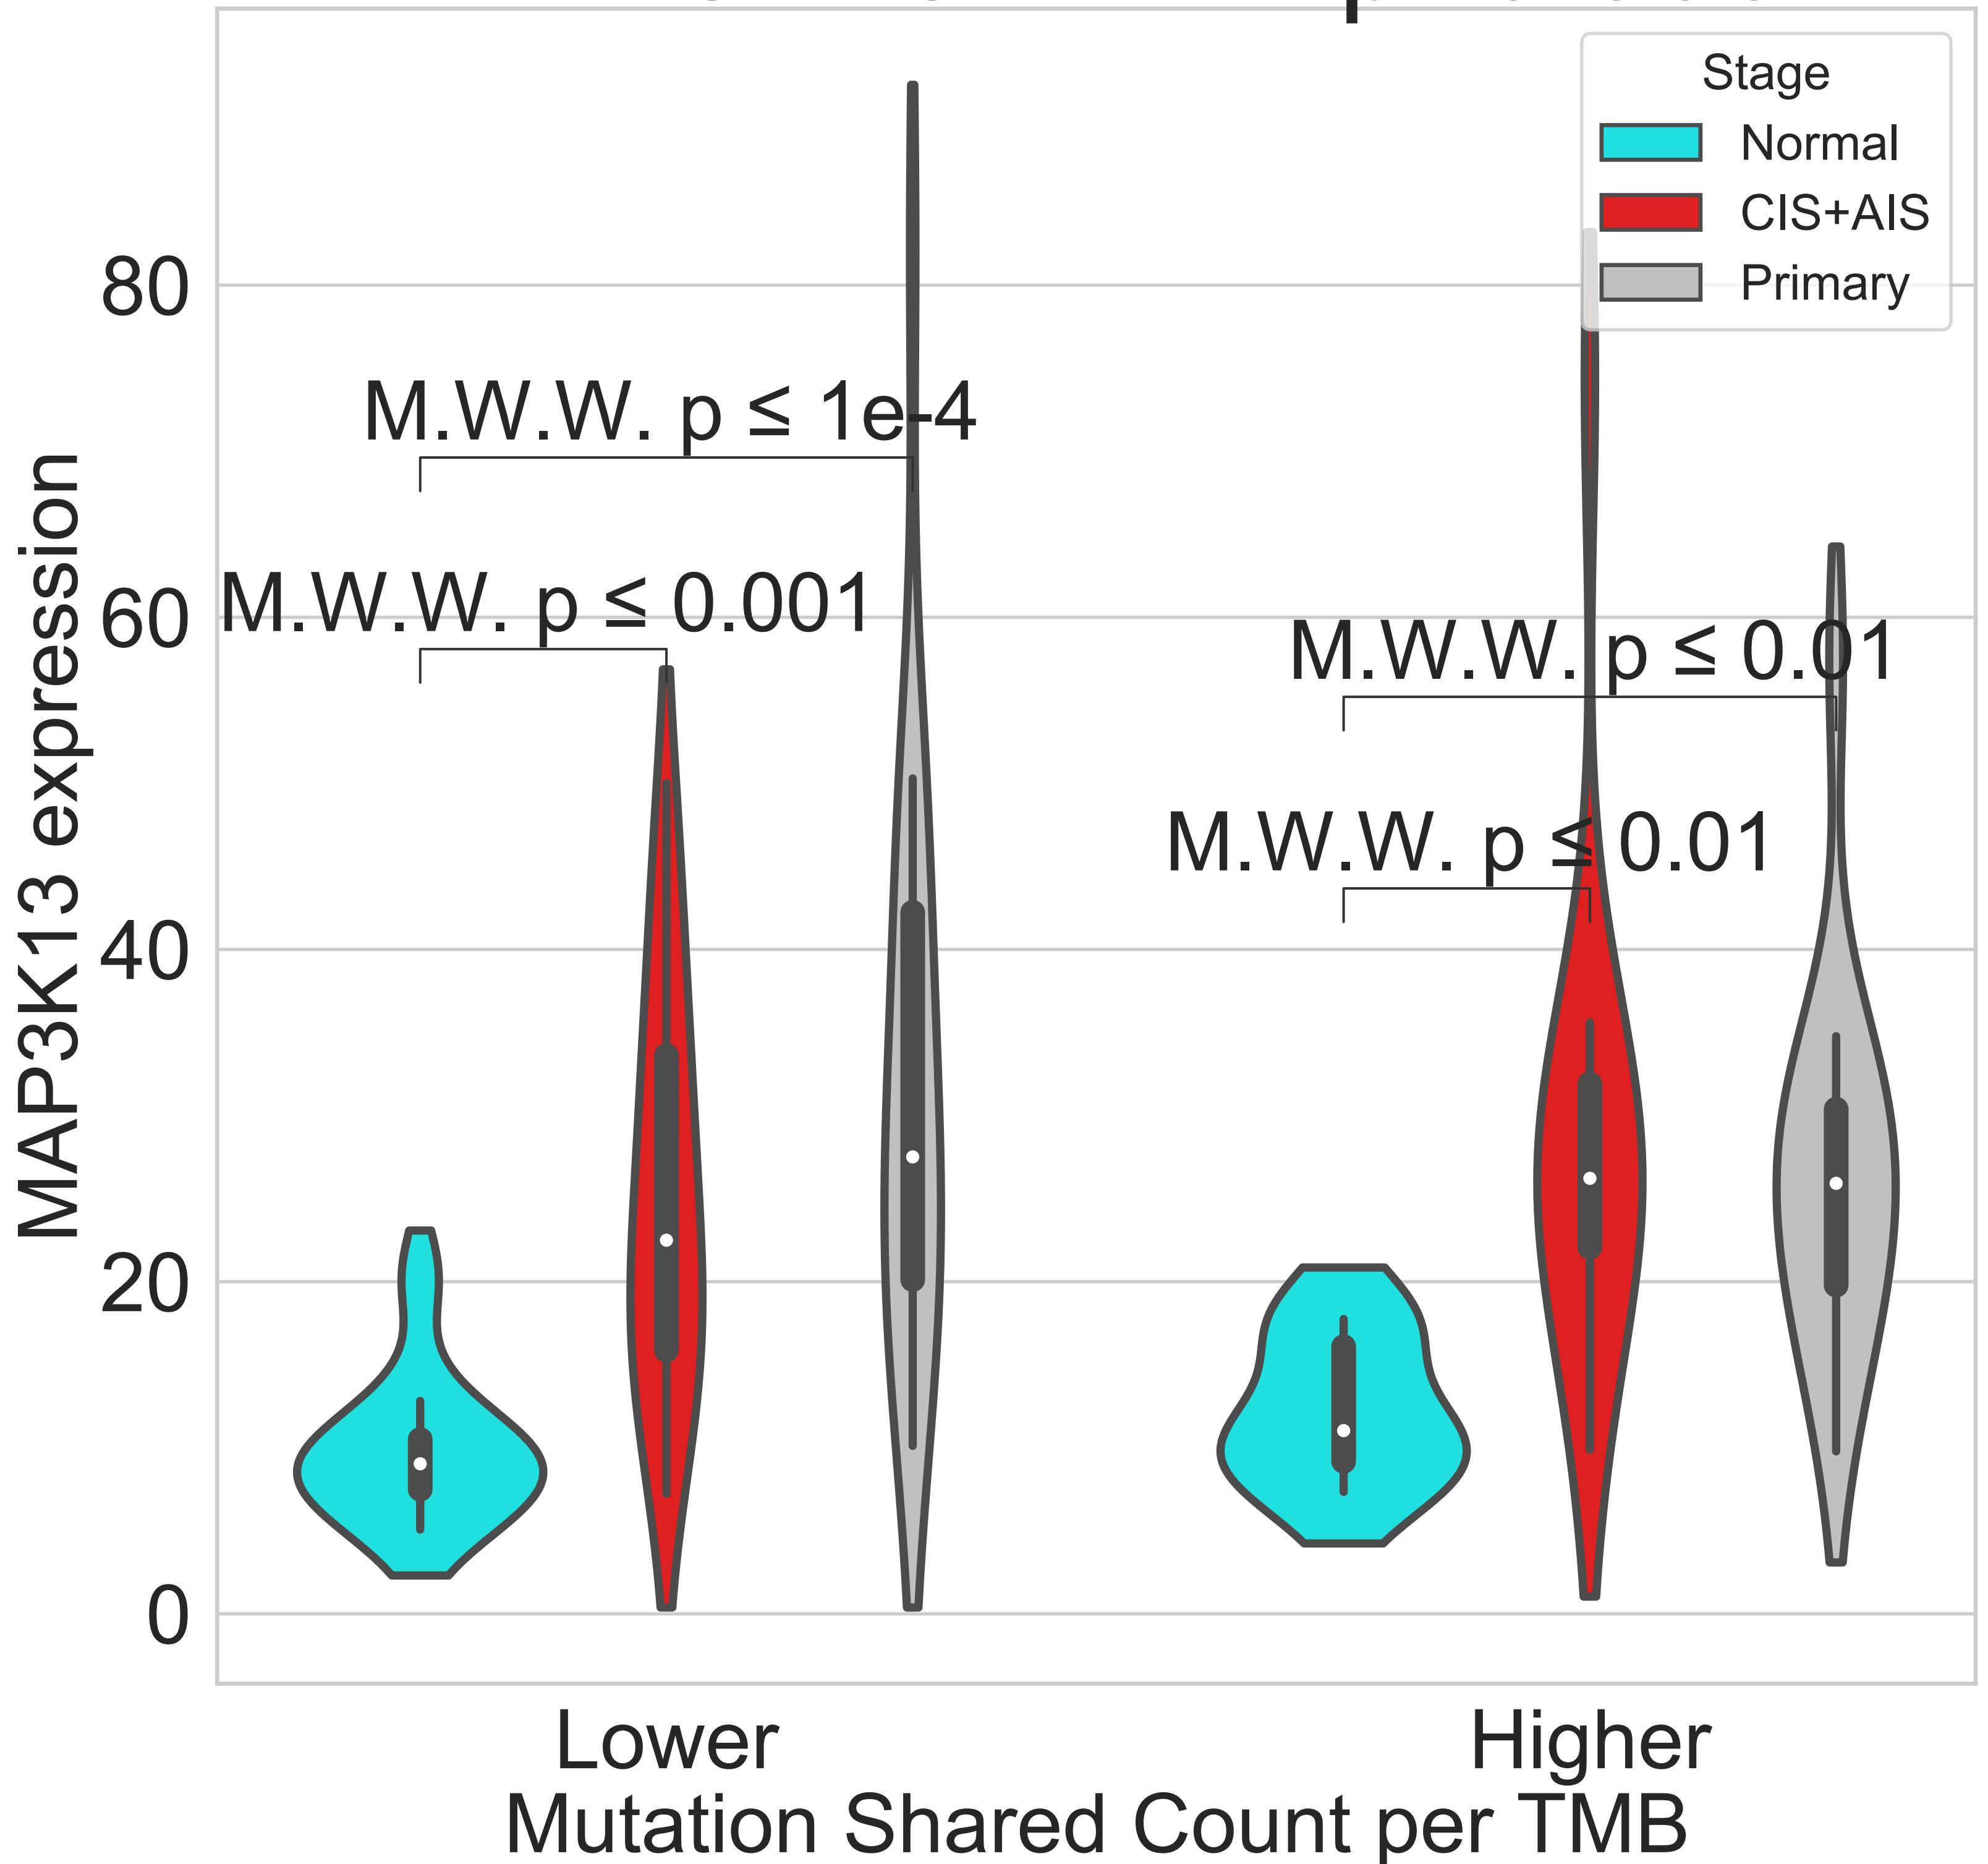 Stage
Normal
CIS+AIS
Primary
80
60
40
20
0
MAP3K13 expression
M.W.W. p ≤ 1e-4
M.W.W. p ≤ 0.001
M.W.W. p ≤ 0.01
M.W.W. p ≤ 0.01
Lower
Higher
Mutation Shared Count per TMB